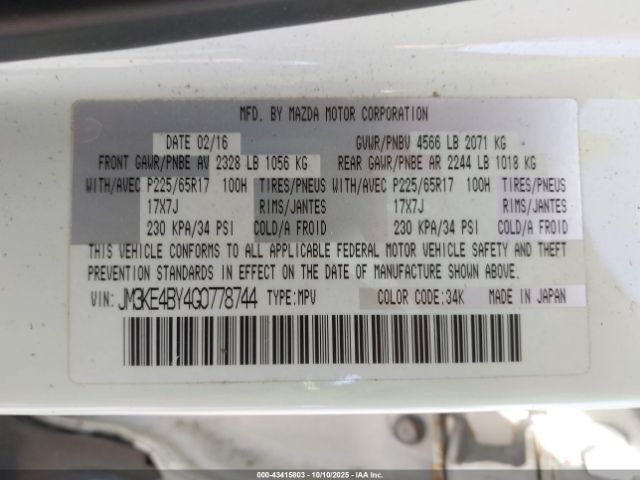 MFD. BY MAZDA MOTOR CORPORATION
DATE 02/16 GVWR/PNBV 4566 LB 2071 KG
FRONT GAWR/PNBE AV 2328 LB 1056 KG REAR GAWR/PNBE AR 2244 LB 1018 KG
WITH/AVEC P225/65R17 100H TIRES/PNEUS WITH/AVEC P225/65R17 100H TIRES/PNEUS
17X7J RIMS/JANTES 17X7J RIMS/JANTES
230 KPA/34 PSI COLD/A FROID 230 KPA/34 PSI COLD/A FROID
THIS VEHICLE CONFORMS TO ALL APPLICABLE FEDERAL MOTOR VEHICLE SAFETY AND THEFT
PREVENTION STANDARDS IN EFFECT ON THE DATE OF MANUFACTURE SHOWN ABOVE.
VIN: JM3KE4BY4G0778744 TYPE:MPV COLOR CODE:34K MADE IN JAPAN
000-43415803 - 10/10/2025 - IAAI.COM